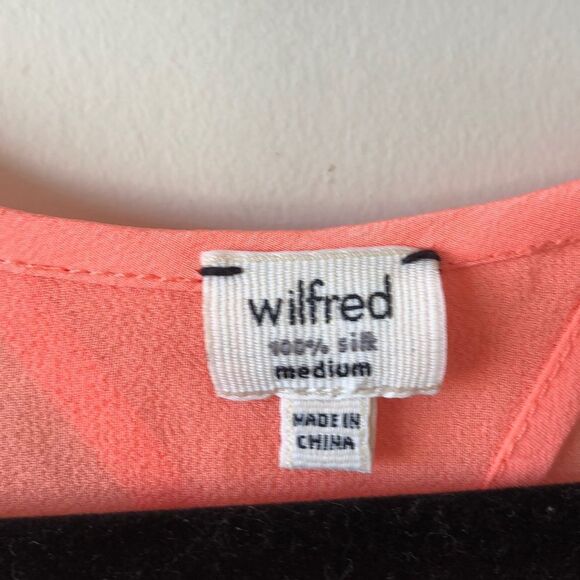 wilfred
100% silk
medium
MADE IN
CHINA